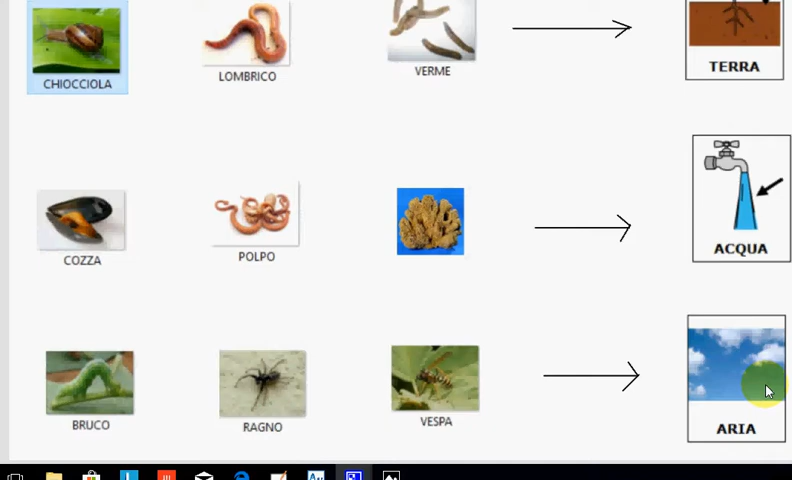 CHIOCCIOLA
LOMBRICO
VERME
TERRA
COZZA
POLPO
ACQUA
BRUCO
RAGNO
VESPA
ARIA